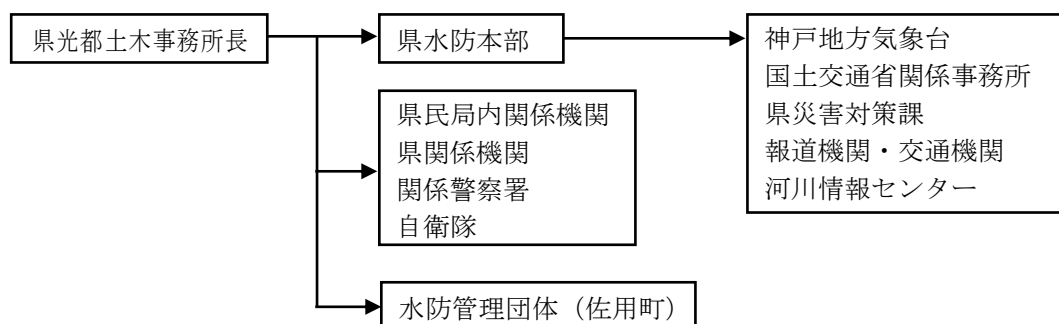 県光都土木事務所長
県水防本部
神戸地方気象台
国土交通省関係事務所
県災害対策課
報道機関・交通機関
河川情報センター
県民局内関係機関
県関係機関
関係警察署
自衛隊
水防管理団体（佐用町）